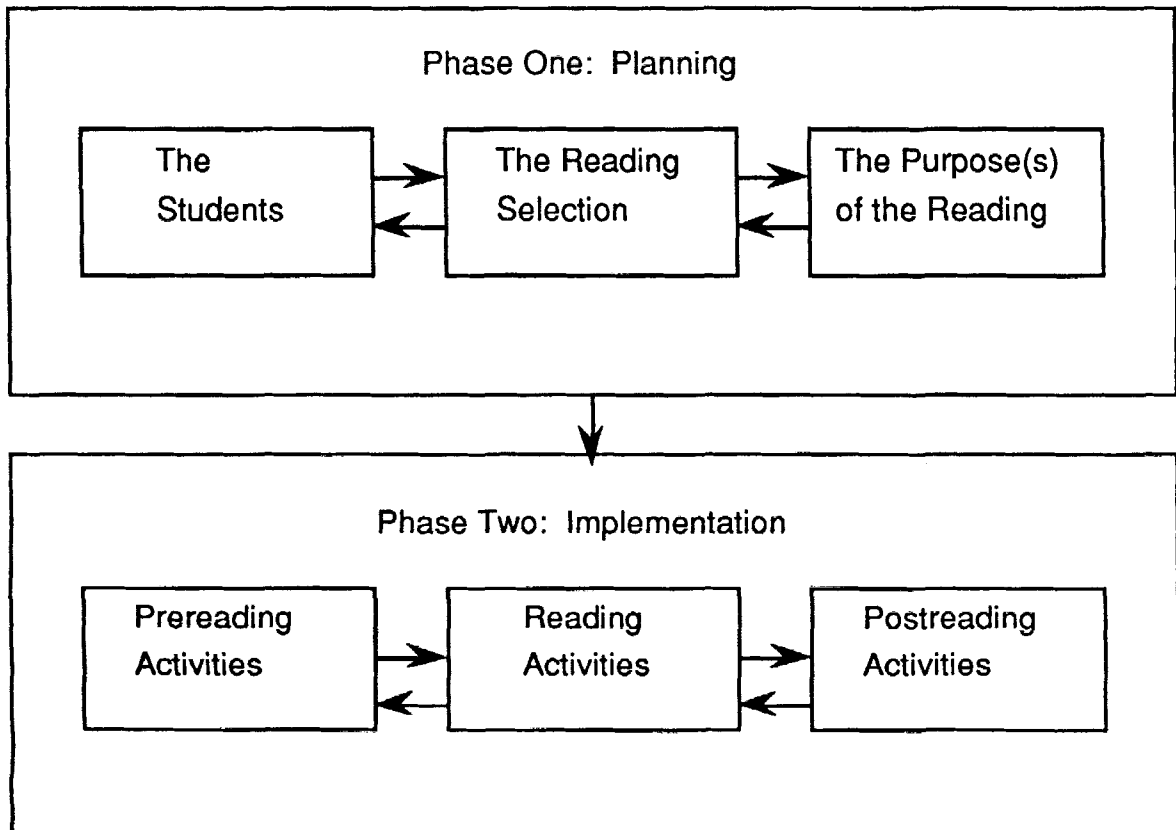 Phase One: Planning
The
Students
The Reading
Selection
The Purpose(s)
of the Reading
Phase Two: Implementation
Prereading
Activities
Reading
Activities
Postreading
Activities